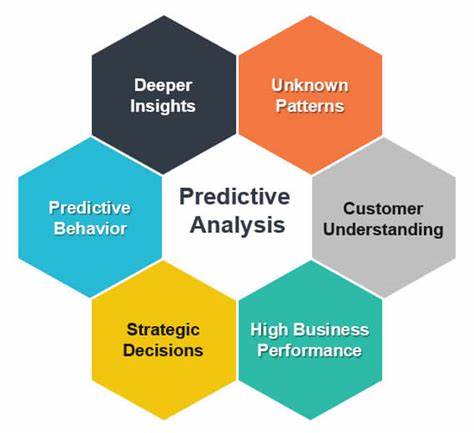 Deeper
Insights
Unknown
Patterns
Predictive
Behavior
Predictive
Analysis
Customer
Understanding
Strategic
Decisions
High Business
Performance